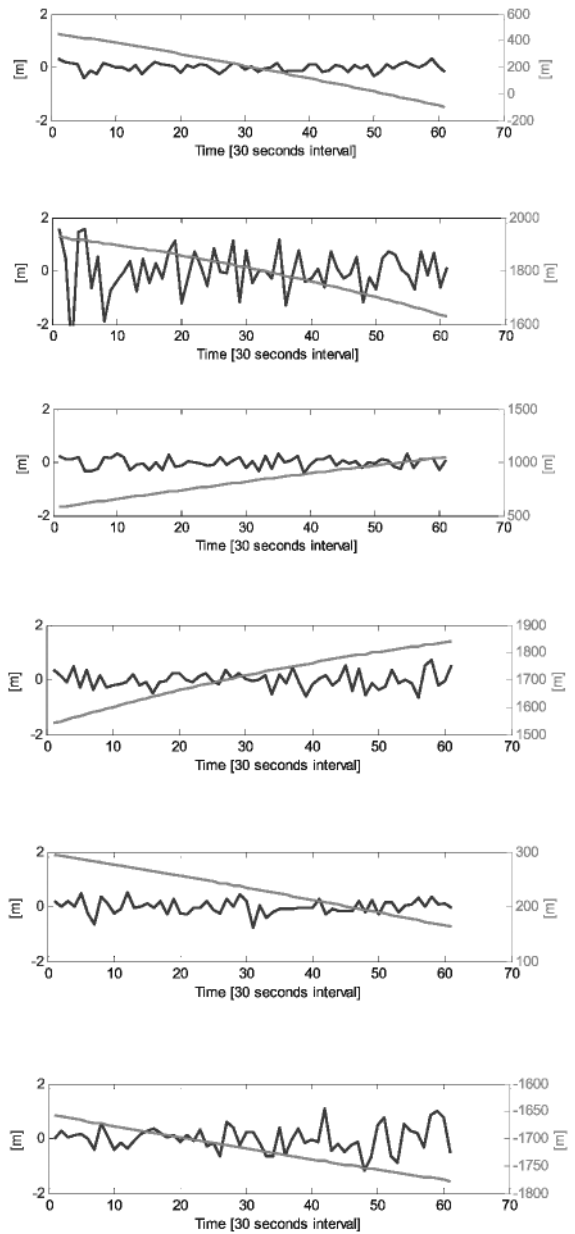 2 600
[m] 0 400 [m]
200
0
-2 -200
0 10 20 30 40 50 60 70
Time [30 seconds interval]
2 2000
[m] 0 1800 [m]
-2 1600
0 10 20 30 40 50 60 70
Time [30 seconds interval]
2 1500
[m] 0 1000 [m]
-2 500
0 10 20 30 40 50 60 70
Time [30 seconds interval]
2 1900
1800
[m] 0 1700 [m]
1600
-2 1500
0 10 20 30 40 50 60 70
Time [30 seconds interval]
2 300
[m] 0 200 [m]
-2 100
0 10 20 30 40 50 60 70
Time [30 seconds interval]
2 -1600
-1650
[m] 0 -1700 [m]
-1750
-2 -1800
0 10 20 30 40 50 60 70
Time [30 seconds interval]